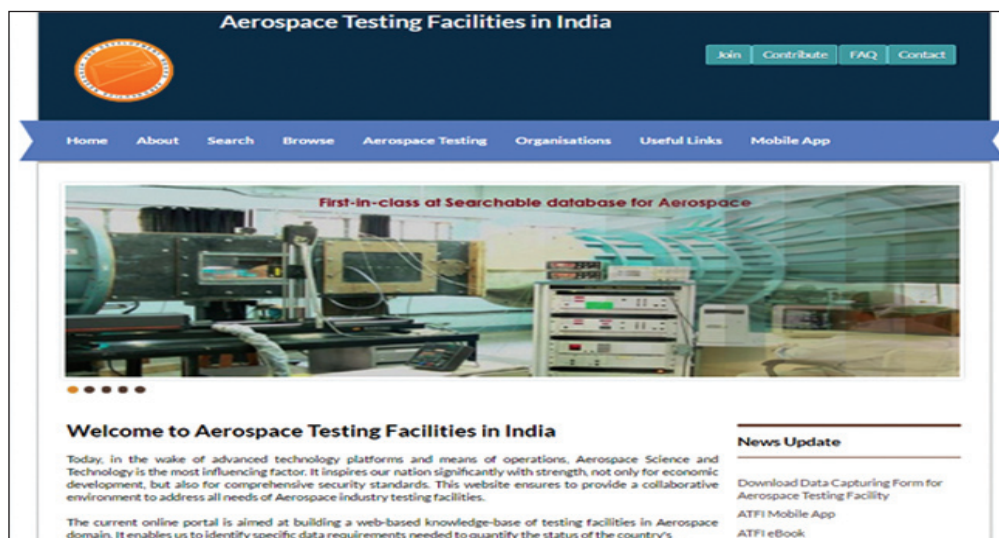 Aerospace Testing Facilities in India
Join Contribute FAQ Contact
Home About Search Browse Aerospace Testing Organisations Useful Links Mobile App
First-in-class at Searchable database for Aerospace
Welcome to Aerospace Testing Facilities in India
Today, in the wake of advanced technology platforms and means of operations, Aerospace Science and
Technology is the most influencing factor. It inspires our nation significantly with strength, not only for economic
development, but also for comprehensive security standards. This website ensures to provide a collaborative
environment to address all needs of Aerospace industry testing facilities.
The current online portal is aimed at building a web-based knowledge-base of testing facilities in Aerospace
domain. It enables us to identify specific data requirements needed to quantify the status of the country's
News Update
Download Data Capturing Form for
Aerospace Testing Facility
ATFI Mobile App
ATFI eBook